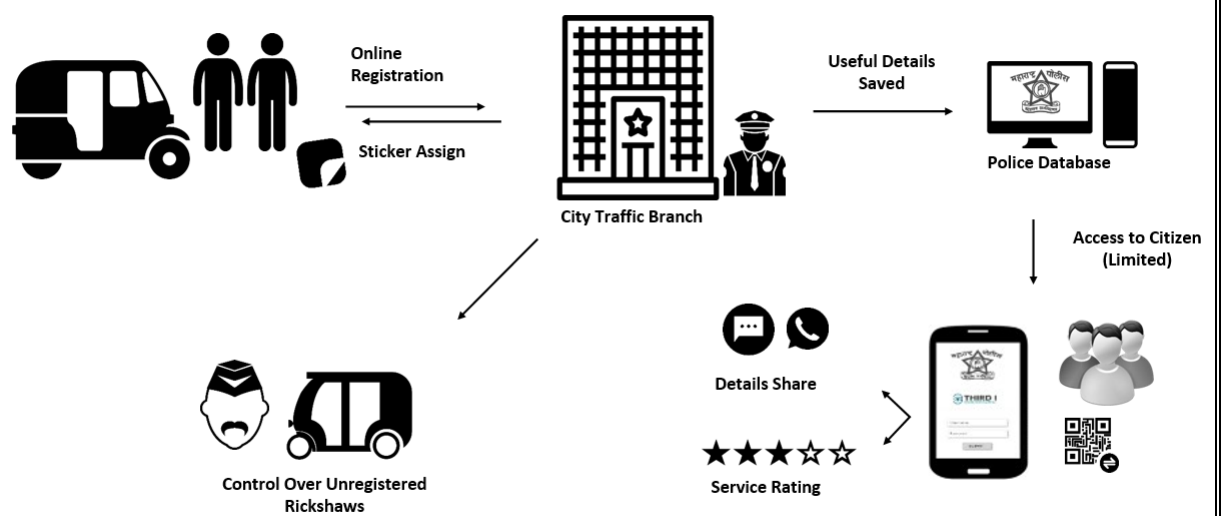 Online
Registration
Sticker Assign
City Traffic Branch
Useful Details
Saved
महाराष्ट्र पोलीस
Police Database
Access to Citizen
(Limited)
Control Over Unregistered
Rickshaws
Details Share
Service Rating
THIRD I